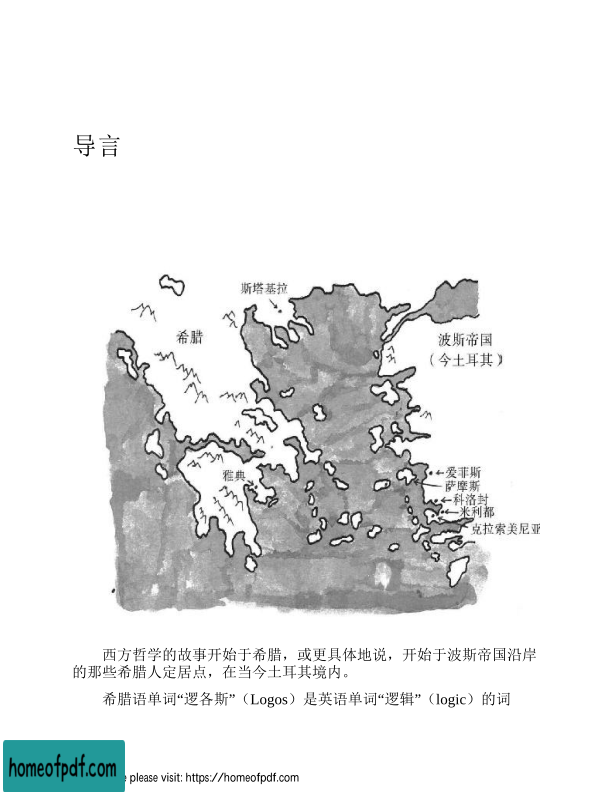 导言
斯塔基拉
希腊
波斯帝国
（今土耳其）
雅典
爱菲斯
萨摩斯
科洛封
米利都
克拉索美尼亚
西方哲学的故事开始于希腊，或更具体地说，开始于波斯帝国沿岸
的那些希腊人定居点，在当今土耳其境内。
希腊语单词“逻各斯”（Logos）是英语单词“逻辑”（logic）的词
homeofpdf.com
e please visit: https://homeofpdf.com